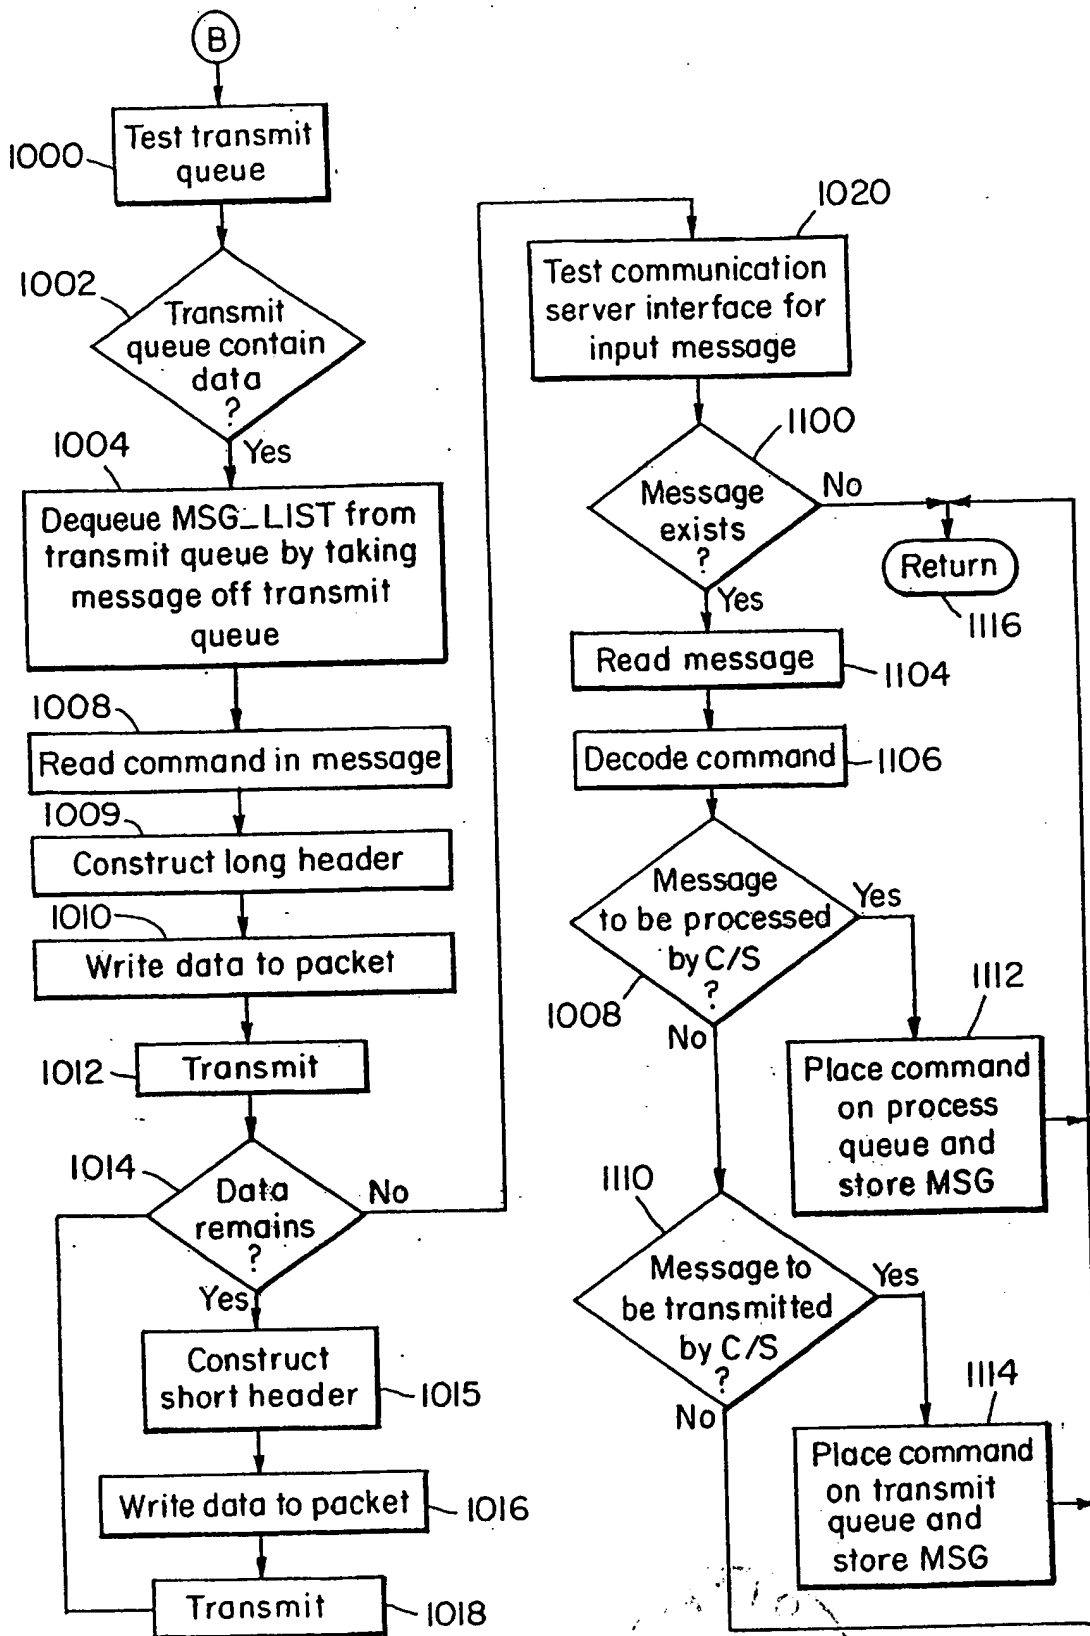 B
Test transmit
queue
1000
1002
Transmit
queue contain
data
?
Yes
1004
Dequeue MSG_LIST from
transmit queue by taking
message off transmit
queue
1008
Read command in message
1009
Construct long header
1010
Write data to packet
1012
Transmit
1014
Data
remains
?
No
Yes
Construct
short header
1015
Write data to packet
1016
Transmit
1018
1020
Test communication
server interface for
input message
1100
Message
exists
?
No
Yes
Return
1116
Read message
1104
Decode command
1106
Message
to be processed
by C/S
?
Yes
1008
No
1112
Place command
on process
queue and
store MSG
1110
Message to
be transmitted
by C/S
?
Yes
No
1114
Place command
on transmit
queue and
store MSG